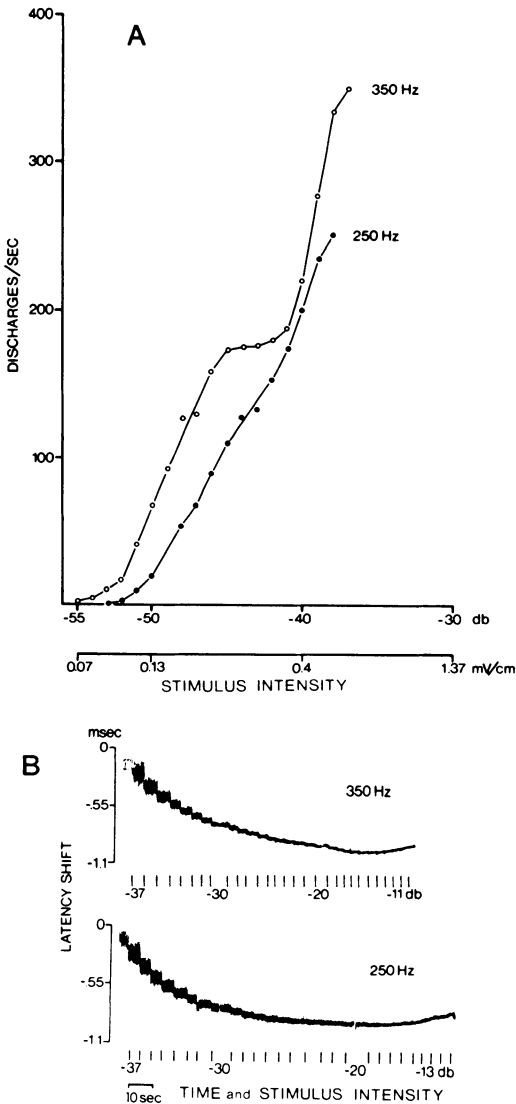 A
400
350 Hz
300
250 Hz
DISCHARGES/SEC
200
100
-55 -50 -40 -30 db
0.07 0.13 0.4 1.37 mV/cm
STIMULUS INTENSITY
B
msec
0
350 Hz
-.55
-1.1
-37 -30 -20 -11 db
LATENCY SHIFT
0
250 Hz
-.55
-1.1
-37 -30 -20 -13 db
10 sec TIME and STIMULUS INTENSITY